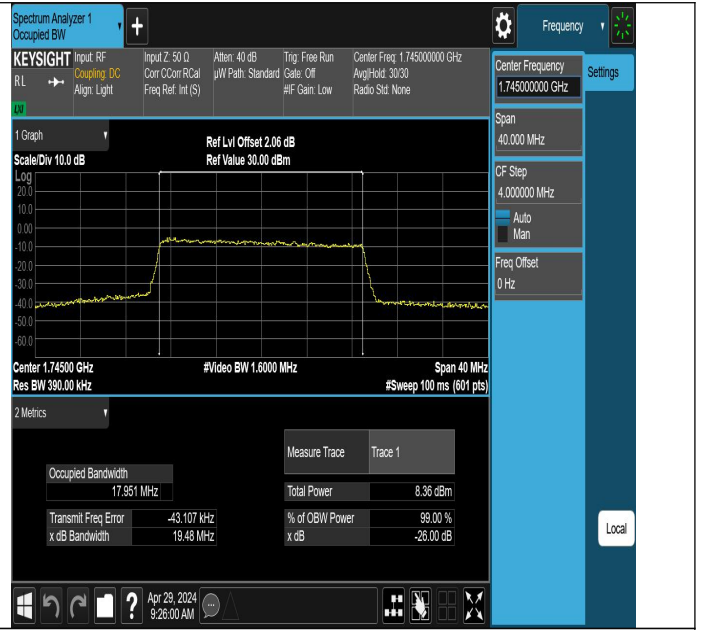 Spectrum Analyzer 1
Occupied BW
+
Frequency
KEYSIGHT
R L
LXI
Input: RF
Coupling: DC
Align: Light
Input Z: 50 Ω
Corr CCorr RCal
Freq Ref: Int (S)
Atten: 40 dB
µW Path: Standard
Trig: Free Run
Gate: Off
#IF Gain: Low
Center Freq: 1.745000000 GHz
Avg|Hold: 30/30
Radio Std: None
Center Frequency
1.745000000 GHz
Settings
Span
40.000 MHz
CF Step
4.000000 MHz
Auto
Man
Freq Offset
0 Hz
Local
1 Graph
Scale/Div 10.0 dB
Ref Lvl Offset 2.06 dB
Ref Value 30.00 dBm
Log
20.0
10.0
0.00
-10.0
-20.0
-30.0
-40.0
-50.0
-60.0
Center 1.74500 GHz
#Video BW 1.6000 MHz
Span 40 MHz
Res BW 390.00 kHz
#Sweep 100 ms (601 pts)
2 Metrics
Measure Trace
Trace 1
Occupied Bandwidth
17.951 MHz
Total Power
8.36 dBm
Transmit Freq Error
-43.107 kHz
% of OBW Power
99.00 %
x dB Bandwidth
19.48 MHz
x dB
-26.00 dB
?
Apr 29, 2024
9:26:00 AM